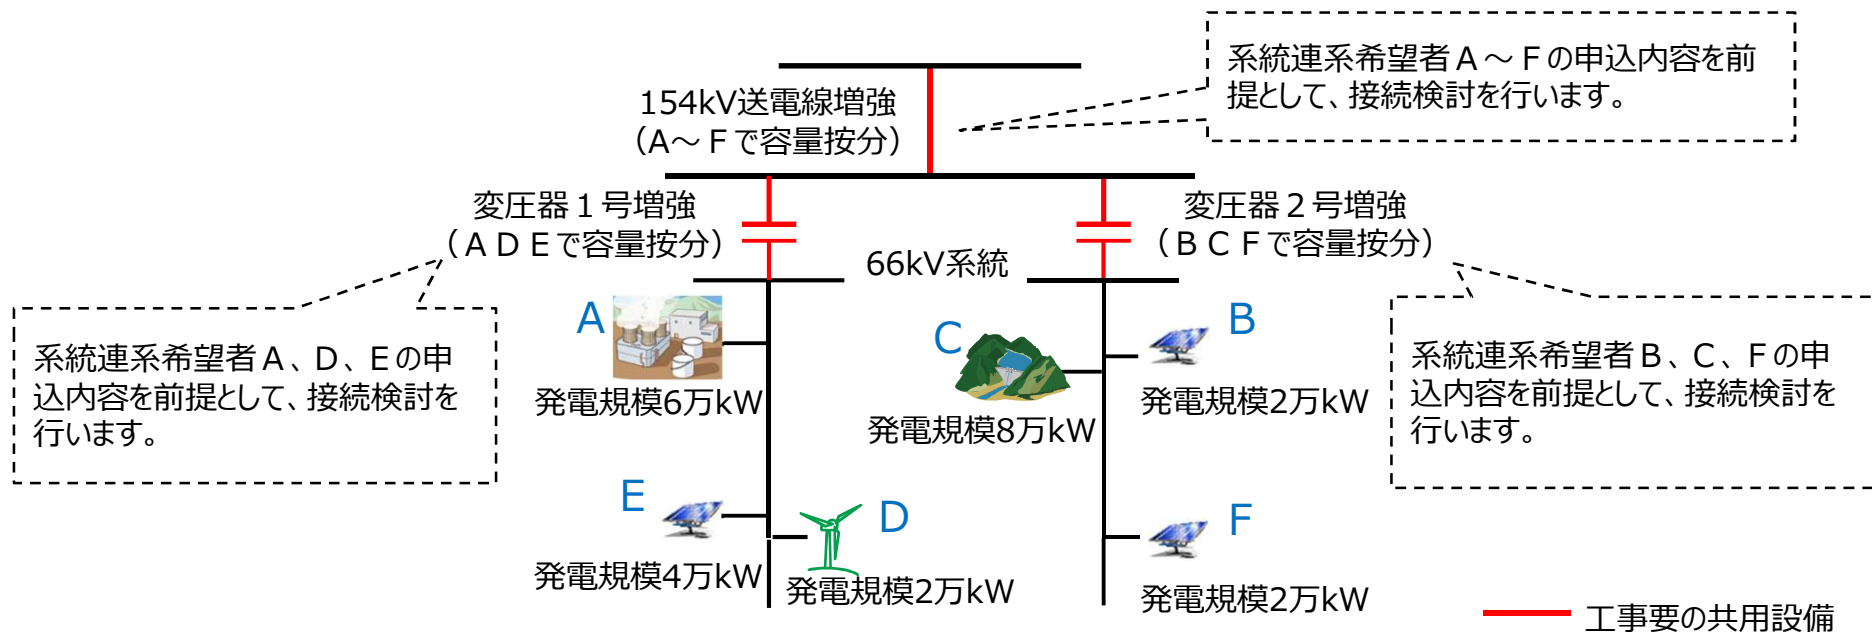 系統連系希望者A～Fの申込内容を前
提として、接続検討を行います。
154kV送電線増強
（A～Fで容量按分）
変圧器１号増強
（ＡＤＥで容量按分）
変圧器２号増強
（ＢＣＦで容量按分）
66kV系統
系統連系希望者Ａ、Ｄ、Ｅの申
込内容を前提として、接続検討を
行います。
A
発電規模6万kW
C
発電規模8万kW
B
発電規模2万kW
系統連系希望者Ｂ、Ｃ、Ｆの申
込内容を前提として、接続検討を
行います。
E
発電規模4万kW
D
発電規模2万kW
F
発電規模2万kW
工事要の共用設備